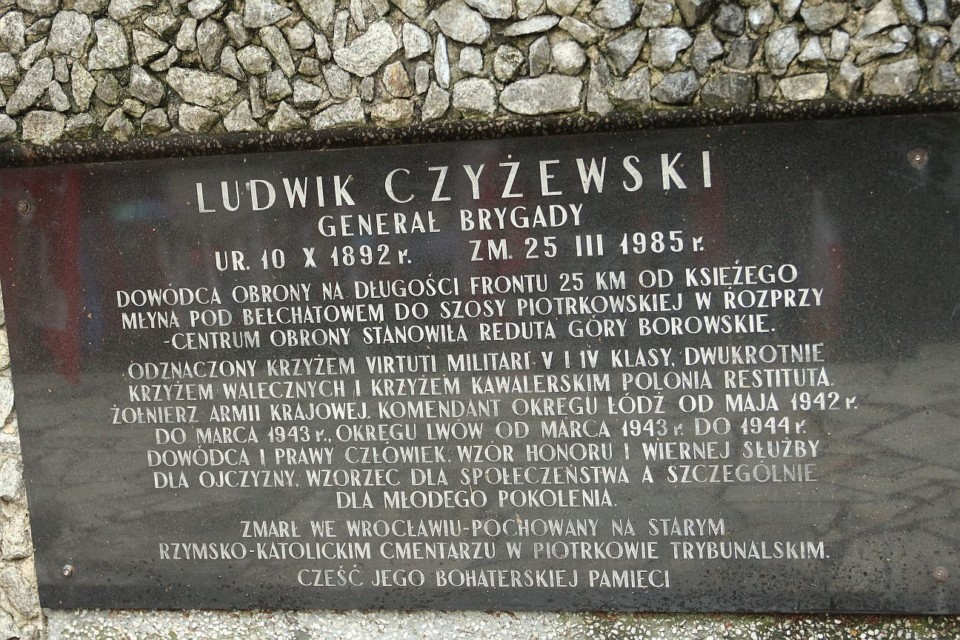 LUDWIK CZYŻEWSKI
GENERAŁ BRYGADY
UR. 10 X 1892 r. ZM. 25 III 1985 r.
DOWÓDCA OBRONY NA DŁUGOŚCI FRONTU 25 KM OD KSIĘŻEGO
MŁYNA POD BEŁCHATOWEM DO SZOSY PIOTRKOWSKIEJ W ROZPRZY
-CENTRUM OBRONY STANOWIŁA REDUTA GÓRY BOROWSKIE.
ODZNACZONY KRZYŻEM VIRTUTI MILITARI V I IV KLASY, DWUKROTNIE
KRZYŻEM WALECZNYCH I KRZYŻEM KAWALERSKIM POLONIA RESTITUTA.
ŻOŁNIERZ ARMII KRAJOWEJ. KOMENDANT OKRĘGU ŁÓDŹ OD MAJA 1942 r.
DO MARCA 1943 r., OKRĘGU LWÓW OD MARCA 1943 r. DO 1944 r.
DOWÓDCA I PRAWY CZŁOWIEK. WZÓR HONORU I WIERNEJ SŁUŻBY
DLA OJCZYZNY. WZORZEC DLA SPOŁECZEŃSTWA A SZCZEGÓLNIE
DLA MŁODEGO POKOLENIA.
ZMARŁ WE WROCŁAWIU-POCHOWANY NA STARYM
RZYMSKO-KATOLICKIM CMENTARZU W PIOTRKOWIE TRYBUNALSKIM.
CZEŚĆ JEGO BOHATERSKIEJ PAMIĘCI